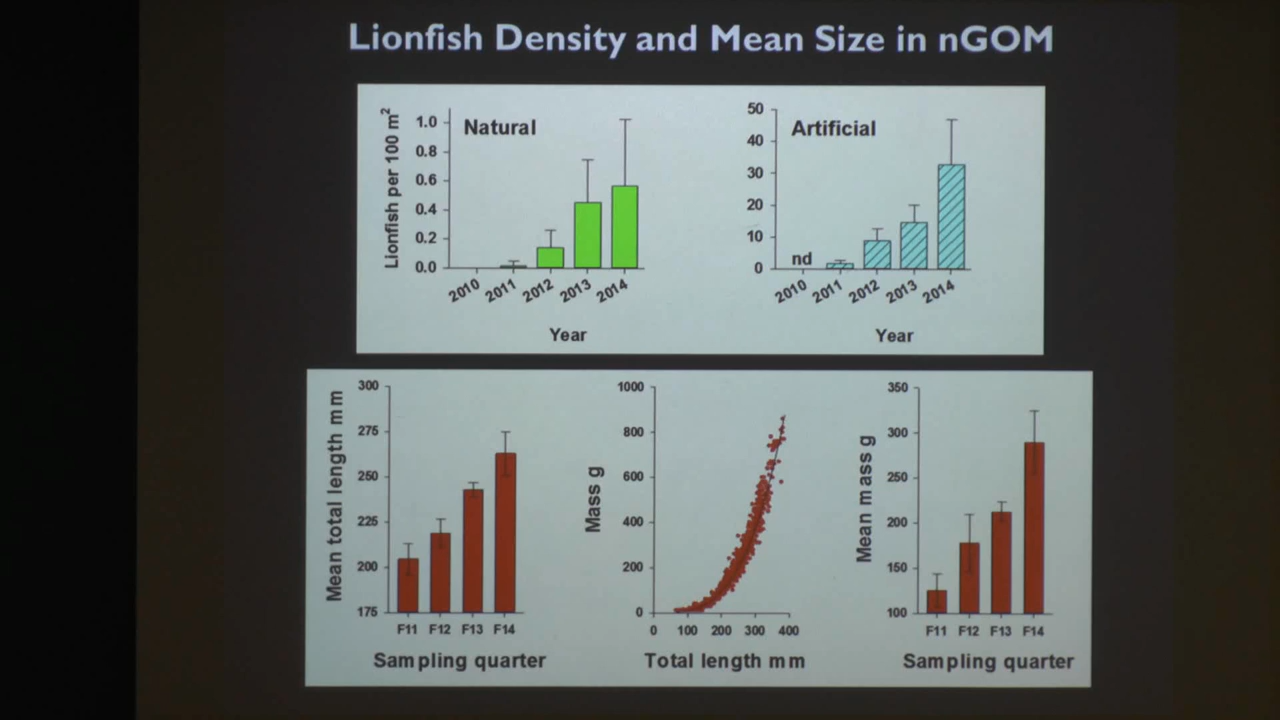 Lionfish Density and Mean Size in nGOM
Lionfish per 100 m²
1.0
0.8
0.6
0.4
0.2
0.0
Natural
2010 2011 2012 2013 2014
Year
50
40
30
20
10
0
Artificial
nd
2010 2011 2012 2013 2014
Year
Mean total length mm
300
275
250
225
200
175
F11 F12 F13 F14
Sampling quarter
Mass g
1000
800
600
400
200
0
0 100 200 300 400
Total length mm
Mean mass g
350
300
250
200
150
100
F11 F12 F13 F14
Sampling quarter